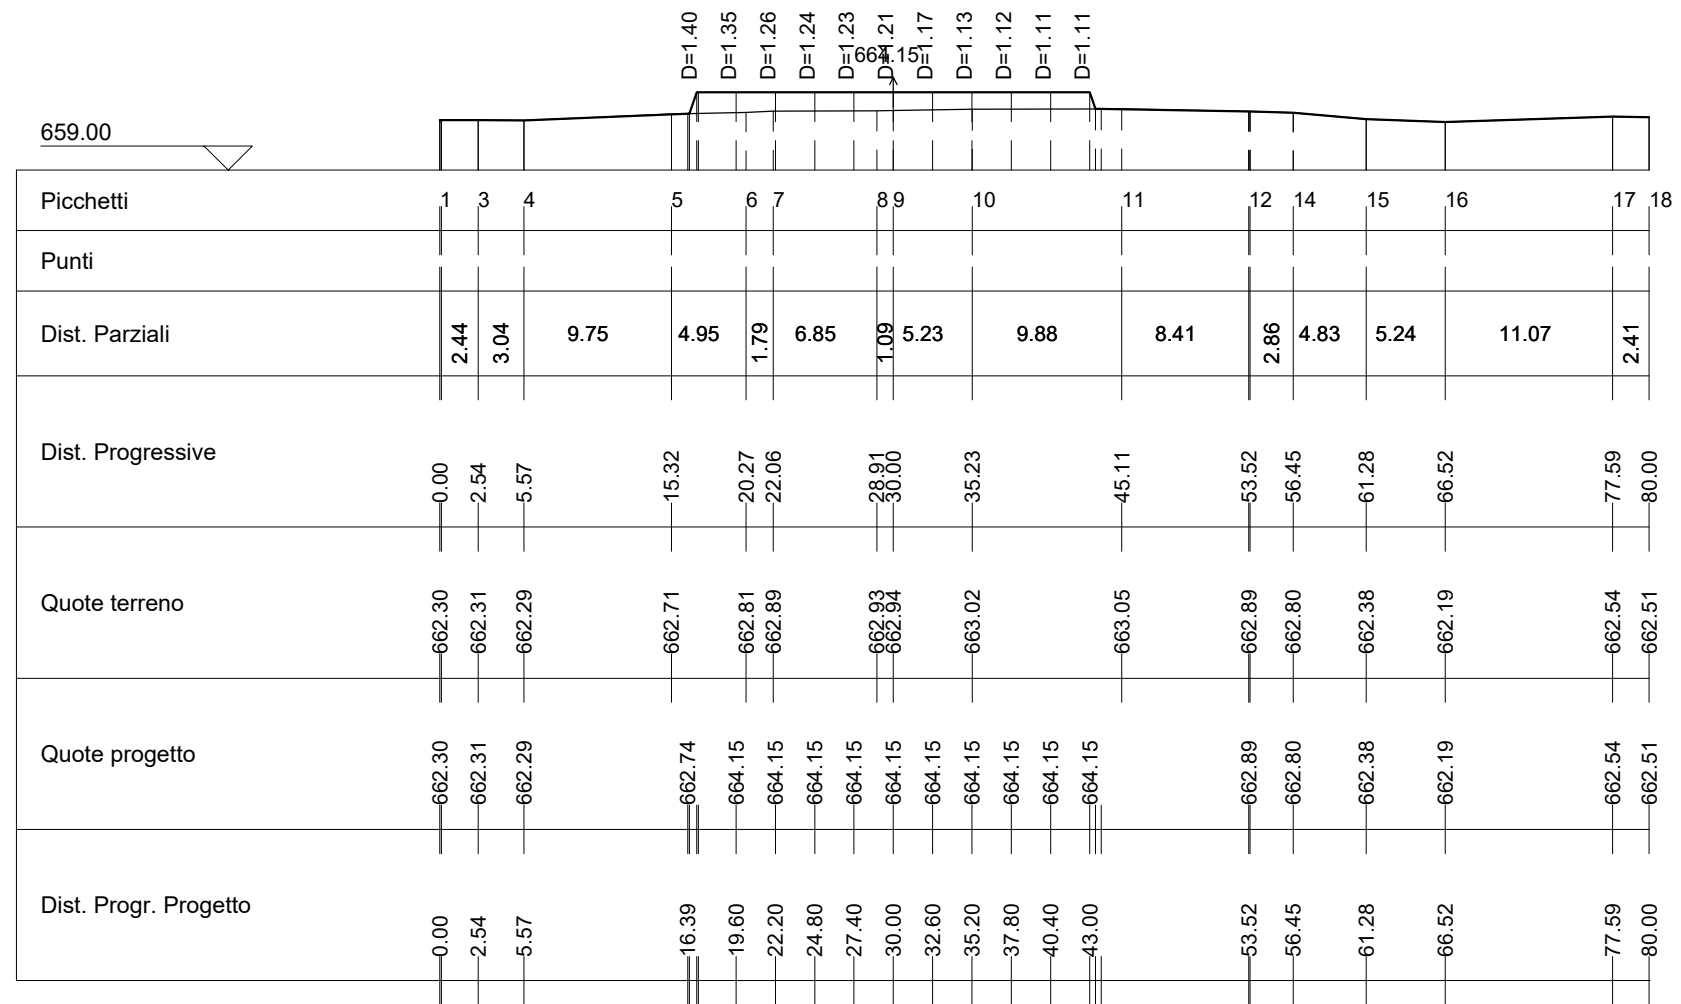 D=1.40 D=1.35 D=1.26 D=1.24 D=1.23 D=1.21 D=1.17 D=1.13 D=1.12 D=1.11 D=1.11
664.15
659.00
Picchetti 1 3 4 5 6 7 8 9 10 11 12 14 15 16 17 18
Punti
Dist. Parziali 2.44 3.04 9.75 4.95 1.79 6.85 1.09 5.23 9.88 8.41 2.86 4.83 5.24 11.07 2.41
Dist. Progressive 0.00 2.54 5.57 15.32 20.27 22.06 28.91 30.00 35.23 45.11 53.52 56.45 61.28 66.52 77.59 80.00
Quote terreno 662.30 662.31 662.29 662.71 662.81 662.89 662.93 662.94 663.02 663.05 662.89 662.80 662.38 662.19 662.54 662.51
Quote progetto 662.30 662.31 662.29 662.74 664.15 664.15 664.15 664.15 664.15 664.15 664.15 664.15 664.15 664.15 662.89 662.80 662.38 662.19 662.54 662.51
Dist. Progr. Progetto 0.00 2.54 5.57 16.39 19.60 22.20 24.80 27.40 30.00 32.60 35.20 37.80 40.40 43.00 53.52 56.45 61.28 66.52 77.59 80.00